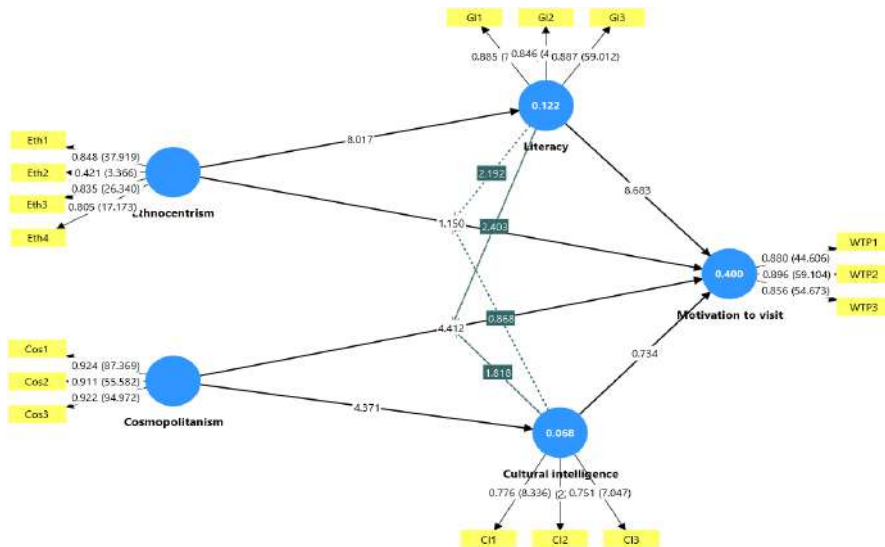 GI1 GI2 GI3
0.846
0.887 (59.012)
0.122
Literacy
Eth1
Eth2
Eth3
Eth4
0.848 (37.919)
0.421 (3.366)
0.835 (26.340)
0.805 (17.173)
Ethnocentrism
8.017
2.192
1.150
2.403
8.683
0.400
Motivation to visit
WTP1
WTP2
WTP3
0.880 (44.606)
0.896 (59.104)
0.856 (54.673)
4.412
0.868
1.818
0.734
Cos1
Cos2
Cos3
0.924 (87.369)
0.911 (55.582)
0.922 (94.972)
Cosmopolitanism
4.371
0.068
Cultural intelligence
0.776 (8.336)
0.751 (7.047)
CI1 CI2 CI3